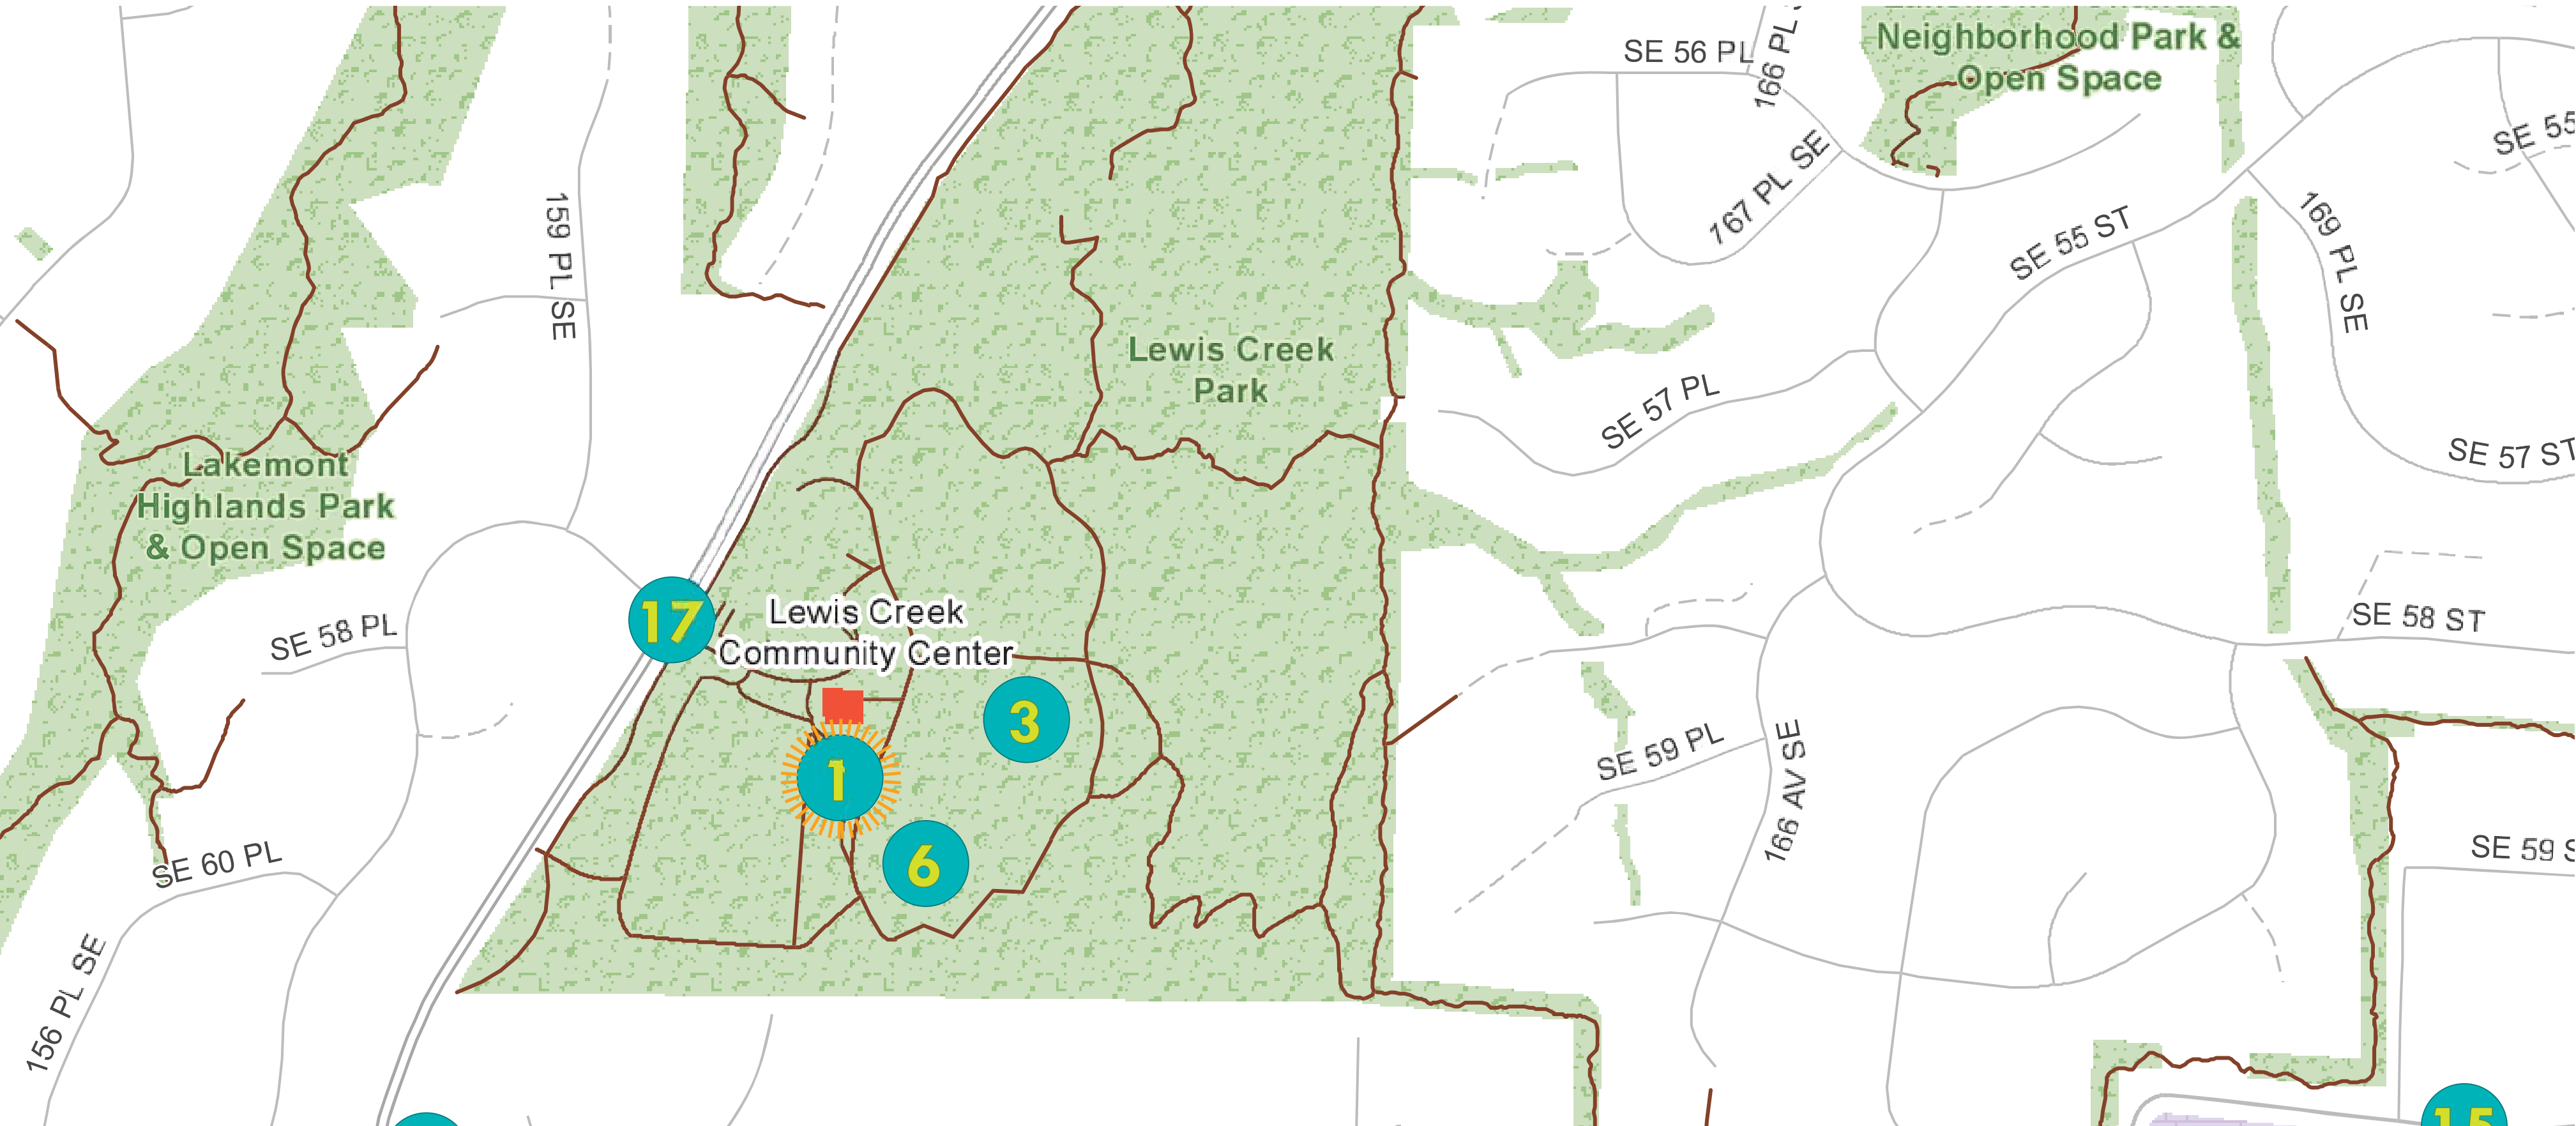 Neighborhood Park &
Open Space
SE 56 PL
166 PL
767 PL SE
SE 55
159 PL SE
SE 55 ST
169 PL SE
Lewis Creek
Park
SE 57 PL
SE 57 ST
Lakemont
Highlands Park
& Open Space
SE 58 PL
17
Lewis Creek
Community Center
SE 58 ST
3
1
SE 59 PL
166 AV SE
6
SE 60 PL
SE 59 S
156 PL SE
15